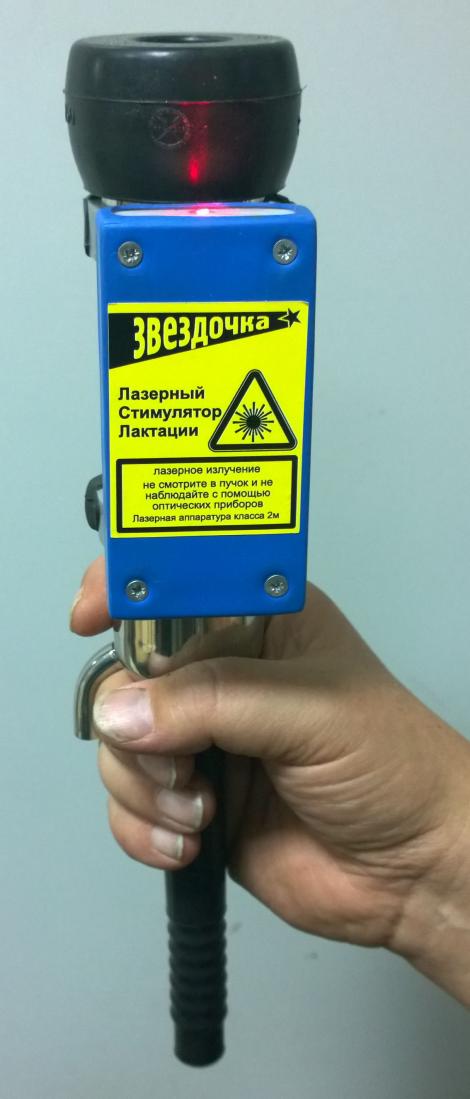 звездочка
Лазерный
Стимулятор
Лактации
лазерное излучение
не смотрите в пучок и не
наблюдайте с помощью
оптических приборов
Лазерная аппаратура класса 2м